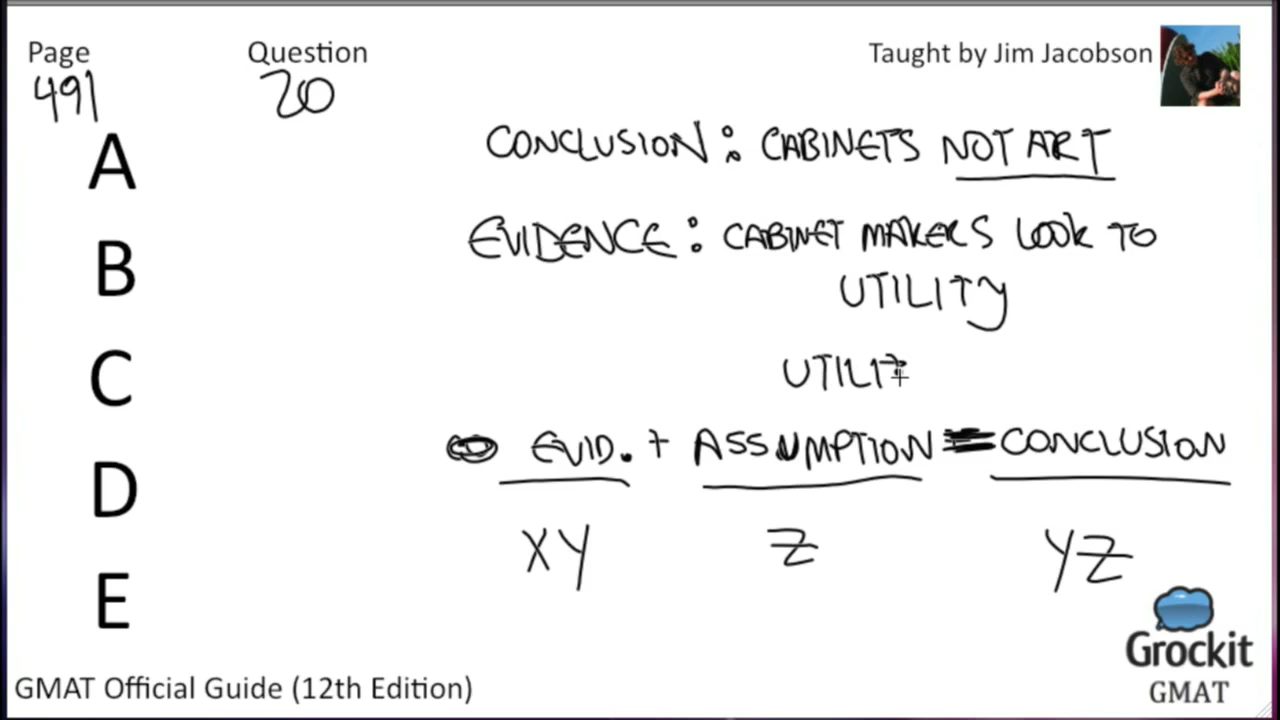 Page
Question
Taught by Jim Jacobson
491
20
A
CONCLUSION: CABINETS NOT ART
B
EVIDENCE: CABINET MAKERS LOOK TO
UTILITY
C
UTILIT
EVID. + ASSUMPTION = CONCLUSION
D
XY
Z
YZ
E
Grockit
GMAT
GMAT Official Guide (12th Edition)